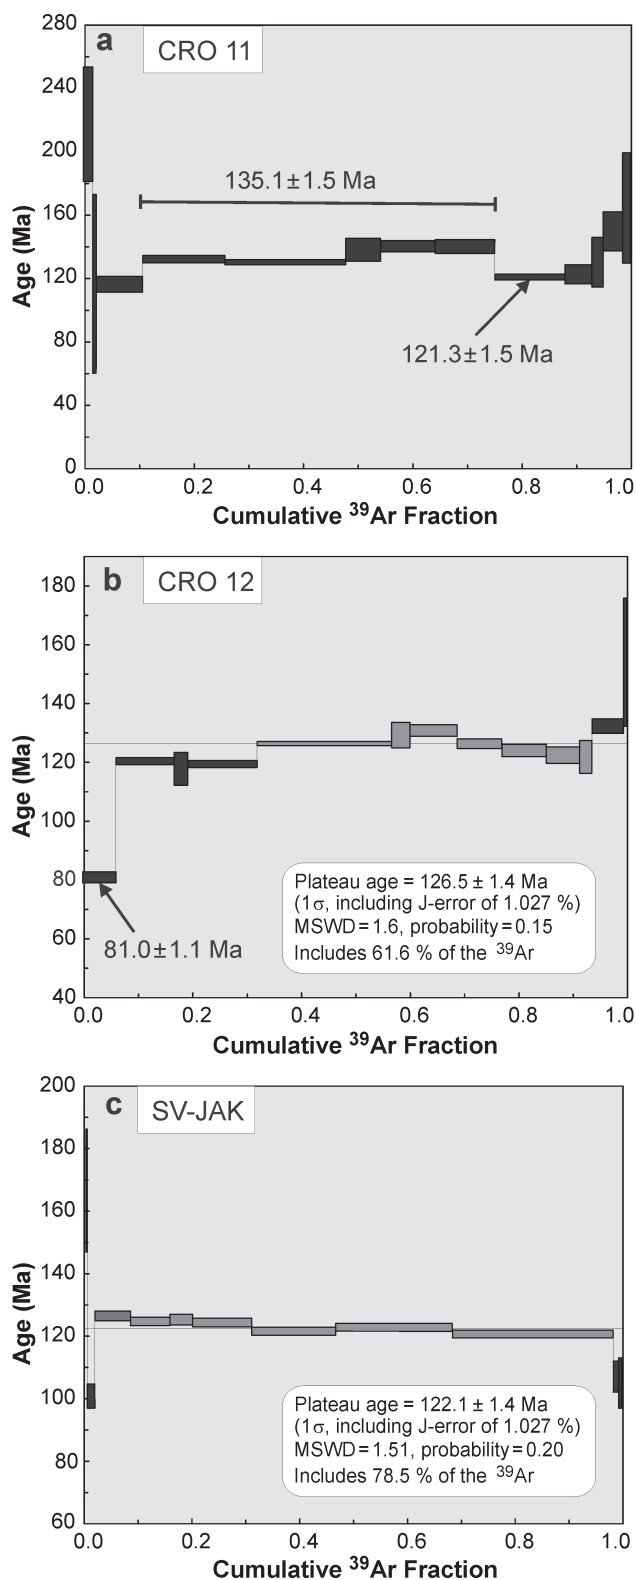 280
a
CRO 11
240
200
160
120
80
40
0
135.1±1.5 Ma
121.3±1.5 Ma
Age (Ma)
0.0 0.2 0.4 0.6 0.8 1.0
Cumulative ³⁹Ar Fraction
b
CRO 12
180
160
140
120
100
80
60
40
Age (Ma)
81.0±1.1 Ma
Plateau age = 126.5 ± 1.4 Ma
(1σ, including J-error of 1.027 %)
MSWD = 1.6, probability = 0.15
Includes 61.6 % of the ³⁹Ar
0.0 0.2 0.4 0.6 0.8 1.0
Cumulative ³⁹Ar Fraction
200
c
SV-JAK
180
160
140
120
100
80
60
Age (Ma)
Plateau age = 122.1 ± 1.4 Ma
(1σ, including J-error of 1.027 %)
MSWD = 1.51, probability = 0.20
Includes 78.5 % of the ³⁹Ar
0.0 0.2 0.4 0.6 0.8 1.0
Cumulative ³⁹Ar Fraction